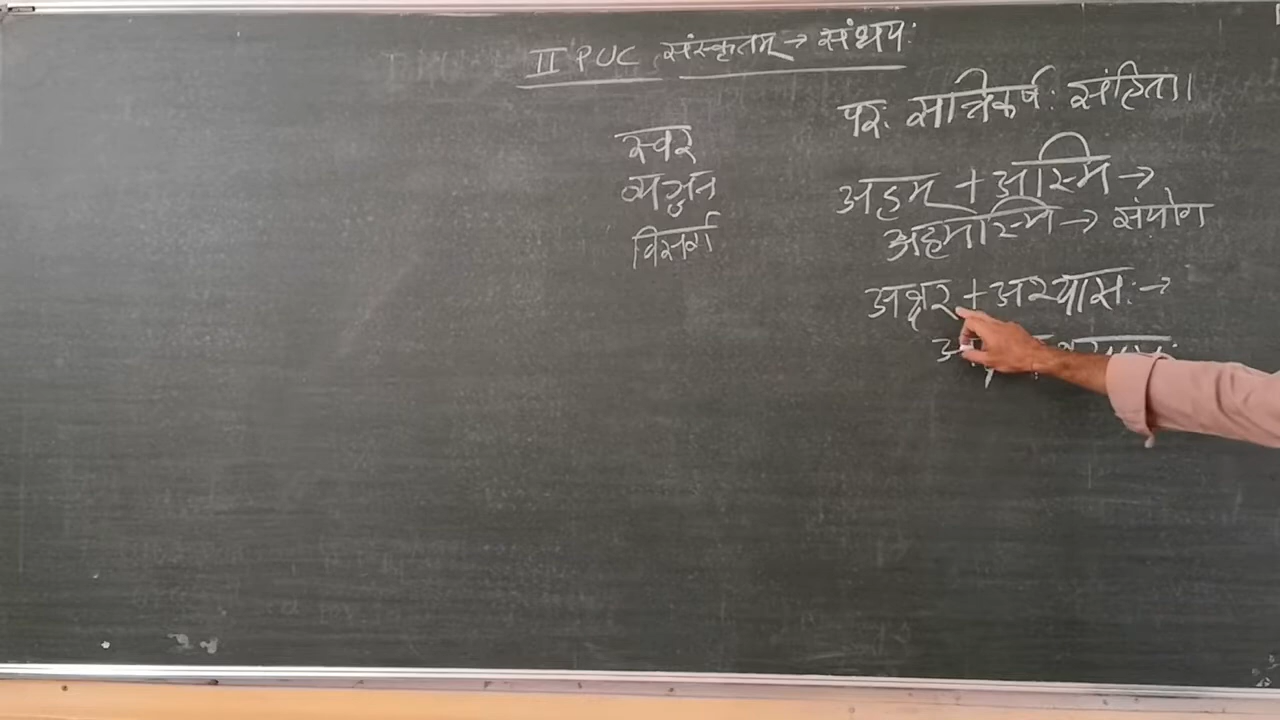 II PUC संस्कृतम् → संधयः
परः सन्निकर्षः संहिता।
स्वर
व्यञ्जन
विसर्ग
अहम् + अस्मि →
अहमस्मि → संयोग
अक्षर + अभ्यासः →